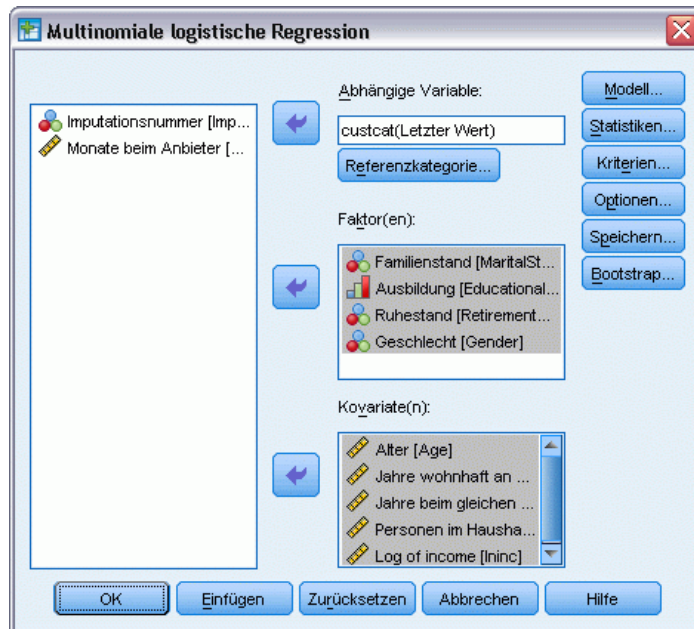 Multinomiale logistische Regression
Imputationsnummer [Imp...
Monate beim Anbieter [...
Abhängige Variable:
custcat(Letzter Wert)
Referenzkategorie...
Faktor(en):
Familienstand [MaritalSt...
Ausbildung [Educational...
Ruhestand [Retirement...
Geschlecht [Gender]
Kovariate(n):
Alter [Age]
Jahre wohnhaft an ...
Jahre beim gleichen ...
Personen im Hausha...
Log of income [lninc]
Modell...
Statistiken...
Kriterien...
Optionen...
Speichern...
Bootstrap...
OK
Einfügen
Zurücksetzen
Abbrechen
Hilfe